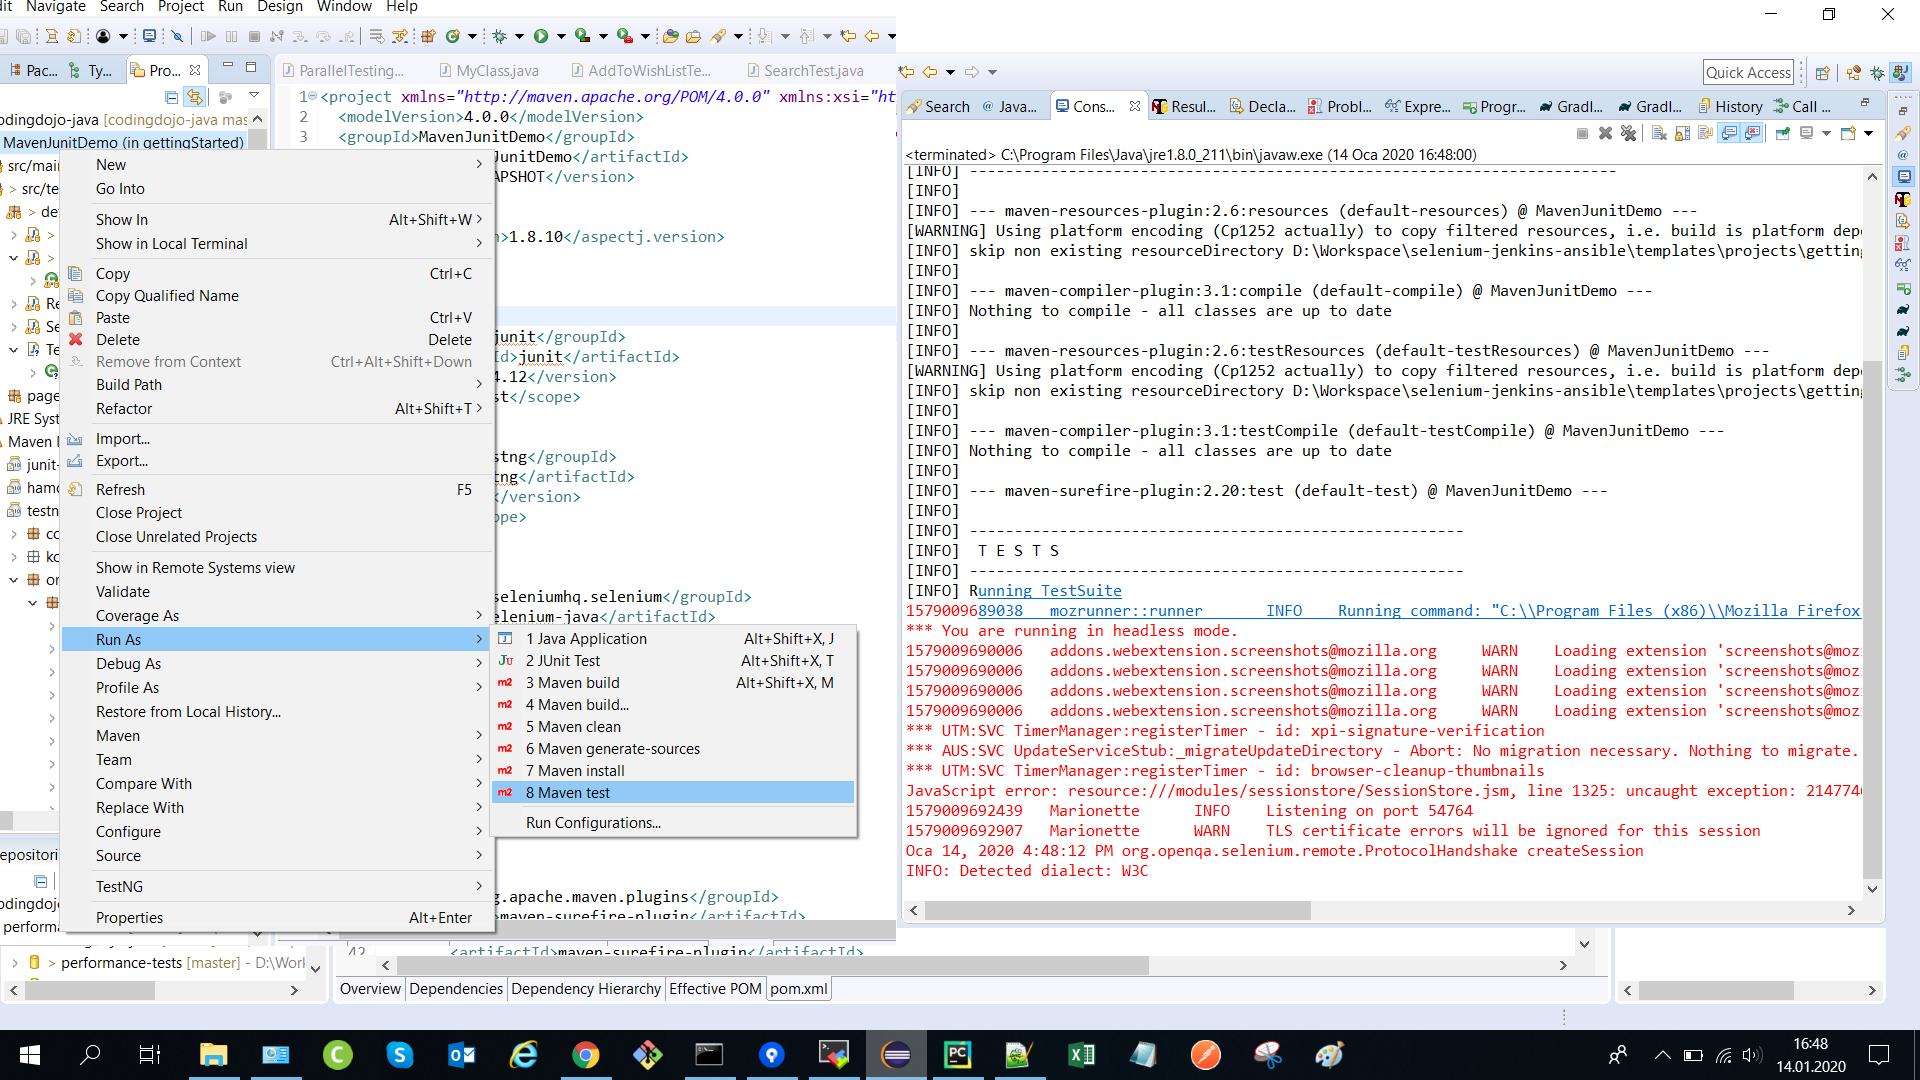 dit Navigate Search Project Run Design Window Help
Pac... Ty... Pro...
ParallelTesting... MyClass.java AddToWishListTe... SearchTest.java
Quick Access
Search Java... Cons... Resul... Declara... Probl... Expre... Progr... Gradl... Gradl... History Call ...
odingdojo-java [codingdojo-java mas
MavenJunitDemo (in gettingStarted)
src/mai
> src/te
> de
>
>
Re
Se
Te
page
JRE Syst
Maven D
junit-
hamc
testn
cc
ko
or
epositori
odingdojo
performa
> performance-tests [master] - D:\Work
1 <project xmlns="http://maven.apache.org/POM/4.0.0" xmlns:xsi="ht
2 <modelVersion>4.0.0</modelVersion>
3 <groupId>MavenJunitDemo</groupId>
JunitDemo</artifactId>
APSHOT</version>
>1.8.10</aspectj.version>
junit</groupId>
Id>junit</artifactId>
4.12</version>
st</scope>
stng</groupId>
ng</artifactId>
</version>
ope>
seleniumhq.selenium</groupId>
elenium-java</artifactId>
g.apache.maven.plugins</groupId>
maven-surefire-plugin</artifactId>
42 <artifactId>maven-surefire-plugin</artifactId>
Overview Dependencies Dependency Hierarchy Effective POM pom.xml
New
Go Into
Show In Alt+Shift+W
Show in Local Terminal
Copy Ctrl+C
Copy Qualified Name
Paste Ctrl+V
Delete Delete
Remove from Context Ctrl+Alt+Shift+Down
Build Path
Refactor Alt+Shift+T
Import...
Export...
Refresh F5
Close Project
Close Unrelated Projects
Show in Remote Systems view
Validate
Coverage As
Run As
Debug As
Profile As
Restore from Local History...
Maven
Team
Compare With
Replace With
Configure
Source
TestNG
Properties Alt+Enter
1 Java Application Alt+Shift+X, J
2 JUnit Test Alt+Shift+X, T
3 Maven build Alt+Shift+X, M
4 Maven build...
5 Maven clean
6 Maven generate-sources
7 Maven install
8 Maven test
Run Configurations...
<terminated> C:\Program Files\Java\jre1.8.0_211\bin\javaw.exe (14 Oca 2020 16:48:00)
[INFO] ------------------------------------------------------------------------
[INFO]
[INFO] --- maven-resources-plugin:2.6:resources (default-resources) @ MavenJunitDemo ---
[WARNING] Using platform encoding (Cp1252 actually) to copy filtered resources, i.e. build is platform depe
[INFO] skip non existing resourceDirectory D:\Workspace\selenium-jenkins-ansible\templates\projects\getting
[INFO]
[INFO] --- maven-compiler-plugin:3.1:compile (default-compile) @ MavenJunitDemo ---
[INFO] Nothing to compile - all classes are up to date
[INFO]
[INFO] --- maven-resources-plugin:2.6:testResources (default-testResources) @ MavenJunitDemo ---
[WARNING] Using platform encoding (Cp1252 actually) to copy filtered resources, i.e. build is platform depe
[INFO] skip non existing resourceDirectory D:\Workspace\selenium-jenkins-ansible\templates\projects\getting
[INFO]
[INFO] --- maven-compiler-plugin:3.1:testCompile (default-testCompile) @ MavenJunitDemo ---
[INFO] Nothing to compile - all classes are up to date
[INFO]
[INFO] --- maven-surefire-plugin:2.20:test (default-test) @ MavenJunitDemo ---
[INFO]
[INFO] -------------------------------------------------------
[INFO] T E S T S
[INFO] -------------------------------------------------------
[INFO] Running TestSuite
1579009689038 mozrunner::runner INFO Running command: "C:\\Program Files (x86)\\Mozilla Firefox
*** You are running in headless mode.
1579009690006 addons.webextension.screenshots@mozilla.org WARN Loading extension 'screenshots@moz
1579009690006 addons.webextension.screenshots@mozilla.org WARN Loading extension 'screenshots@moz
1579009690006 addons.webextension.screenshots@mozilla.org WARN Loading extension 'screenshots@moz
1579009690006 addons.webextension.screenshots@mozilla.org WARN Loading extension 'screenshots@moz
*** UTM:SVC TimerManager:registerTimer - id: xpi-signature-verification
*** AUS:SVC UpdateServiceStub:_migrateUpdateDirectory - Abort: No migration necessary. Nothing to migrate.
*** UTM:SVC TimerManager:registerTimer - id: browser-cleanup-thumbnails
JavaScript error: resource:///modules/sessionstore/SessionStore.jsm, line 1325: uncaught exception: 2147746
1579009692439 Marionette INFO Listening on port 54764
1579009692907 Marionette WARN TLS certificate errors will be ignored for this session
Oca 14, 2020 4:48:12 PM org.openqa.selenium.remote.ProtocolHandshake createSession
INFO: Detected dialect: W3C
16:48
14.01.2020